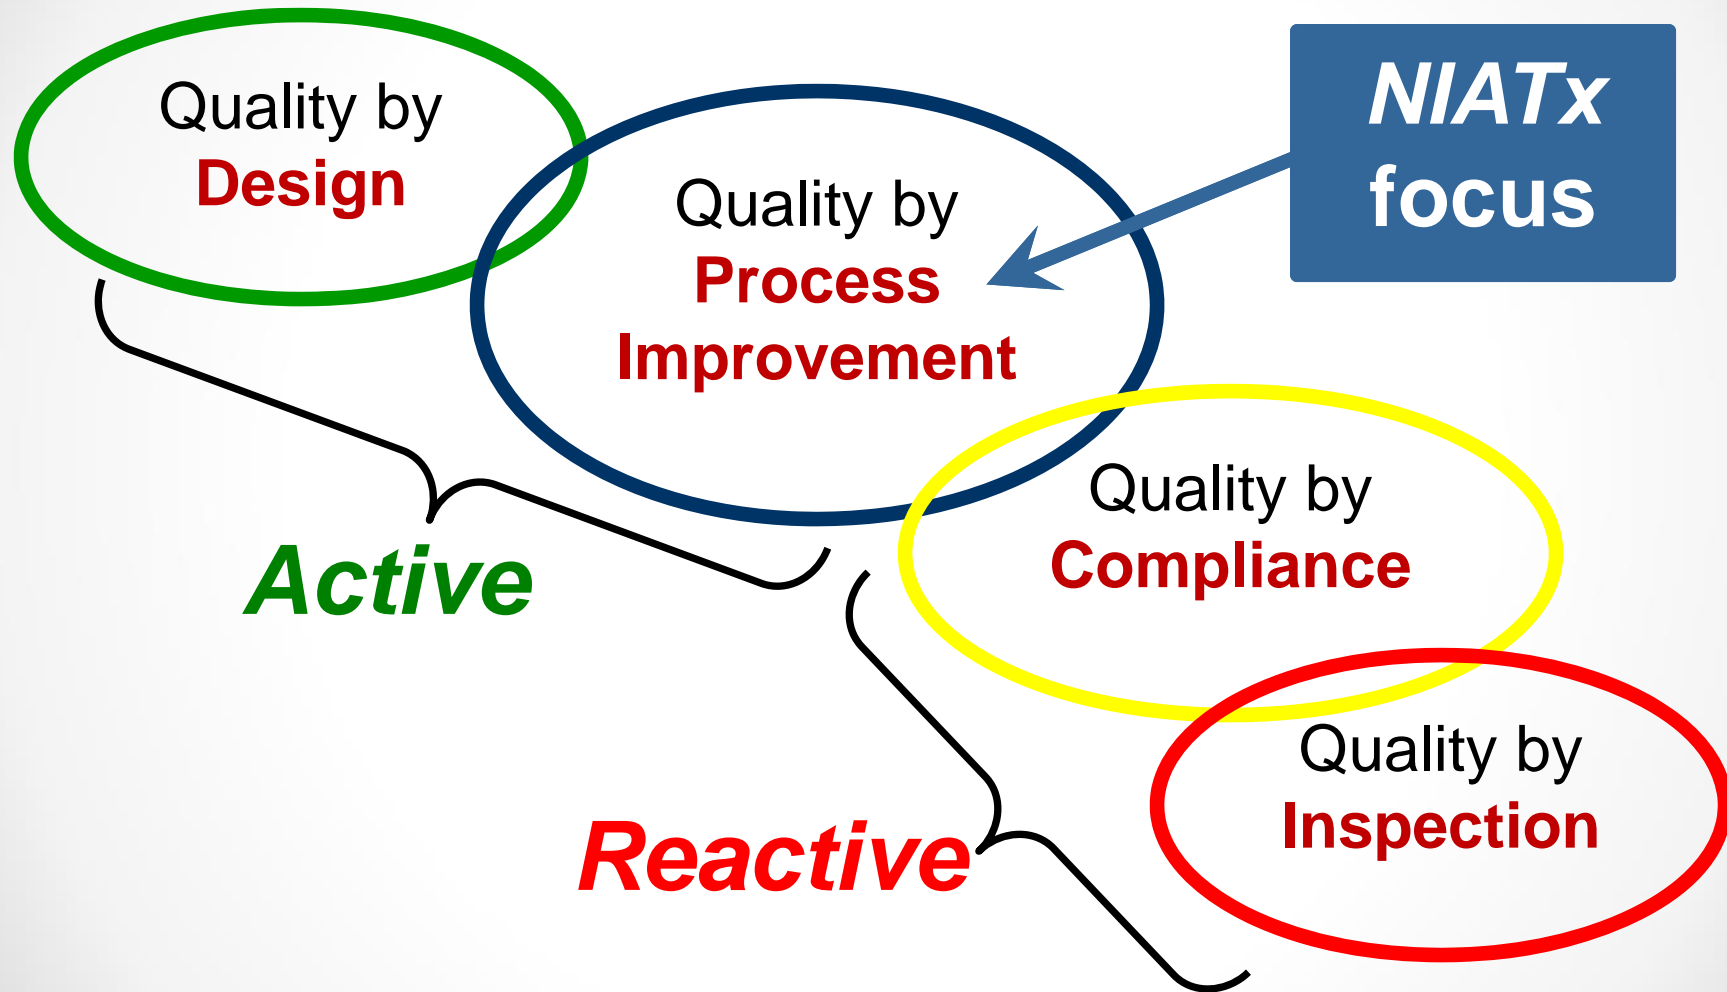 Quality by
Design
Quality by
Process
Improvement
NIATx
focus
Quality by
Compliance
Active
Quality by
Inspection
Reactive